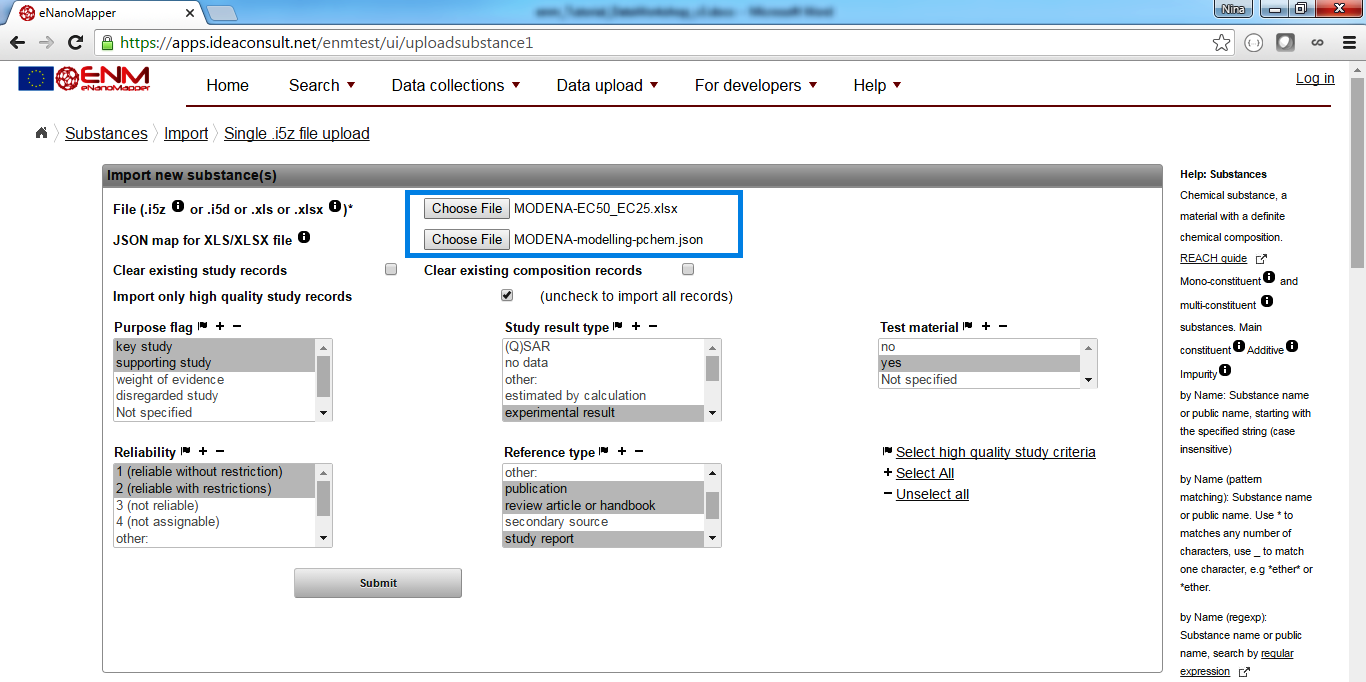 eNanoMapper
Nina
https://apps.ideaconsult.net/enmtest/ui/uploadsubstance1
ENM
eNanoMapper
Home Search Data collections Data upload For developers Help
Log in
Substances Import Single .i5z file upload
Import new substance(s)
File (.i5z or .i5d or .xls or .xlsx )*
Choose File MODENA-EC50_EC25.xlsx
JSON map for XLS/XLSX file
Choose File MODENA-modelling-pchem.json
Clear existing study records
Clear existing composition records
Import only high quality study records
(uncheck to import all records)
Purpose flag + −
key study
supporting study
weight of evidence
disregarded study
Not specified
Study result type + −
(Q)SAR
no data
other:
estimated by calculation
experimental result
Test material + −
no
yes
Not specified
Reliability + −
1 (reliable without restriction)
2 (reliable with restrictions)
3 (not reliable)
4 (not assignable)
other:
Reference type + −
other:
publication
review article or handbook
secondary source
study report
Select high quality study criteria
+ Select All
− Unselect all
Submit
Help: Substances
Chemical substance, a
material with a definite
chemical composition.
REACH guide
Mono-constituent and
multi-constituent
substances. Main
constituent Additive
Impurity
by Name: Substance name
or public name, starting with
the specified string (case
insensitive)
by Name (pattern
matching): Substance name
or public name. Use * to
matches any number of
characters, use _ to match
one character, e.g *ether* or
*ether.
by Name (regexp):
Substance name or public
name, search by regular
expression